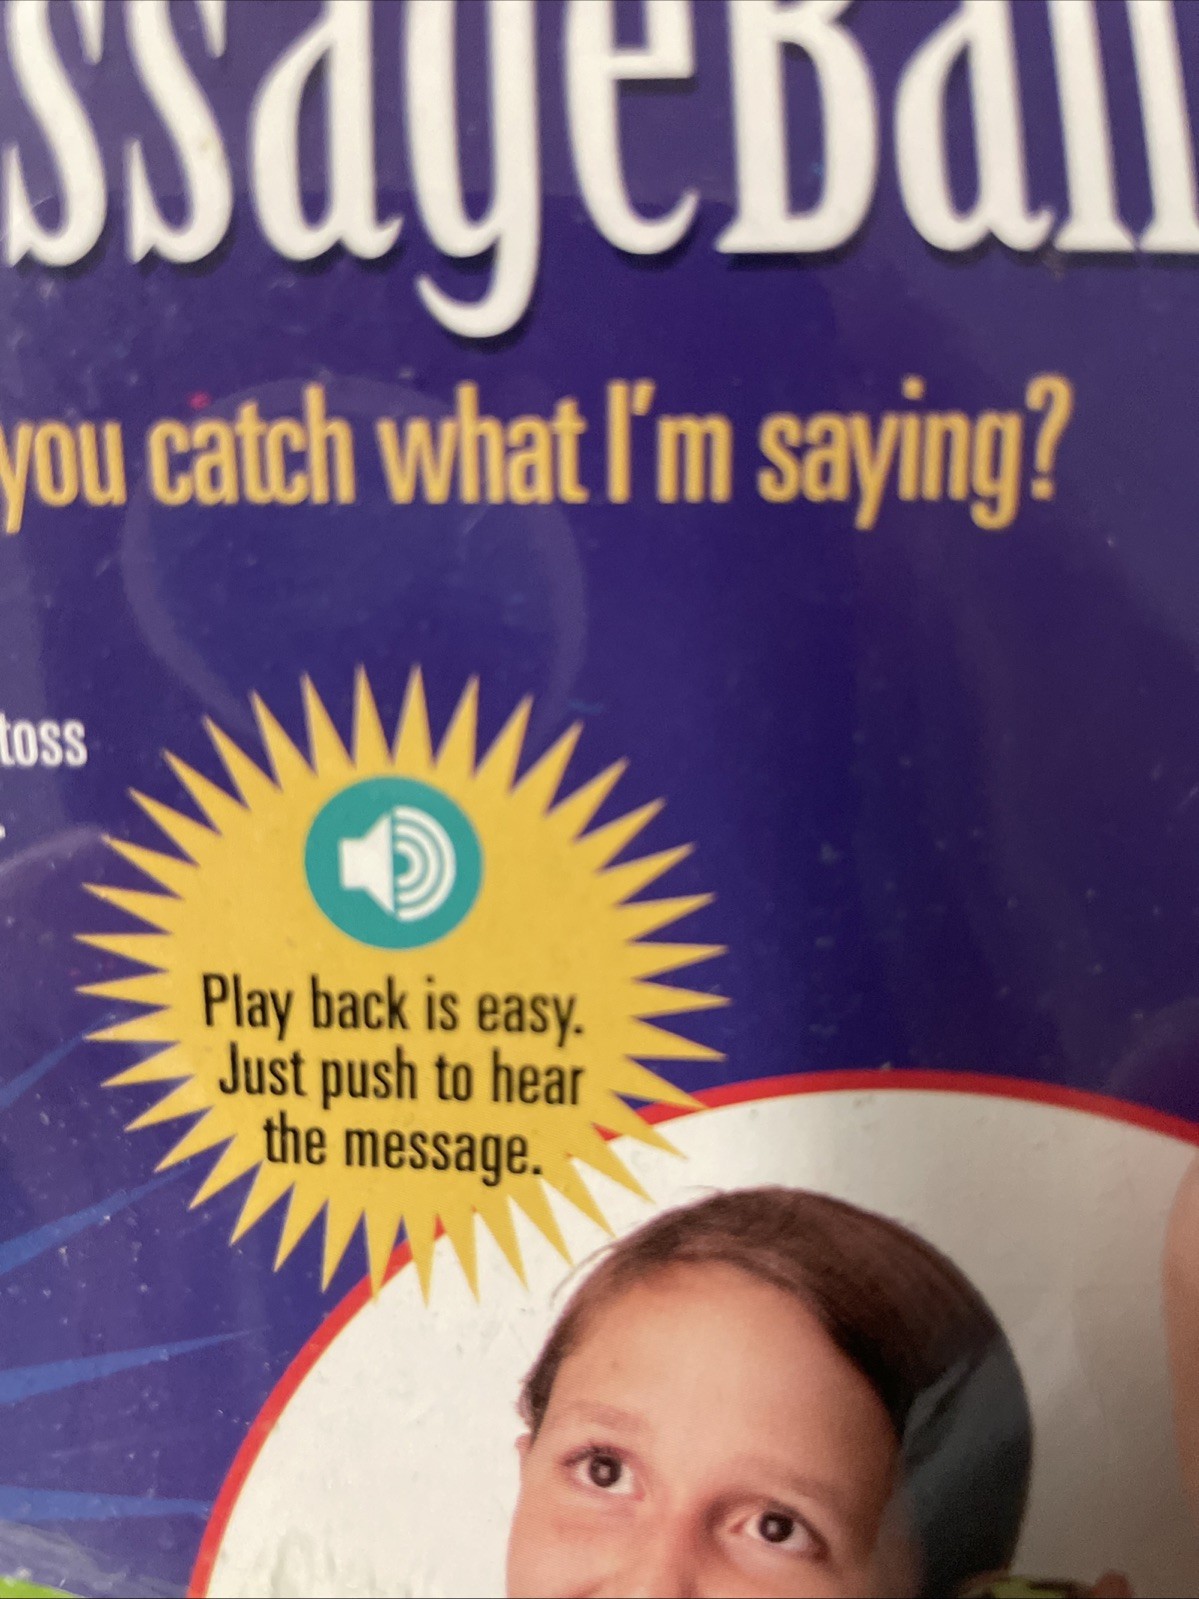 ssageBall
you catch what I'm saying?
toss
Play back is easy.
Just push to hear
the message.